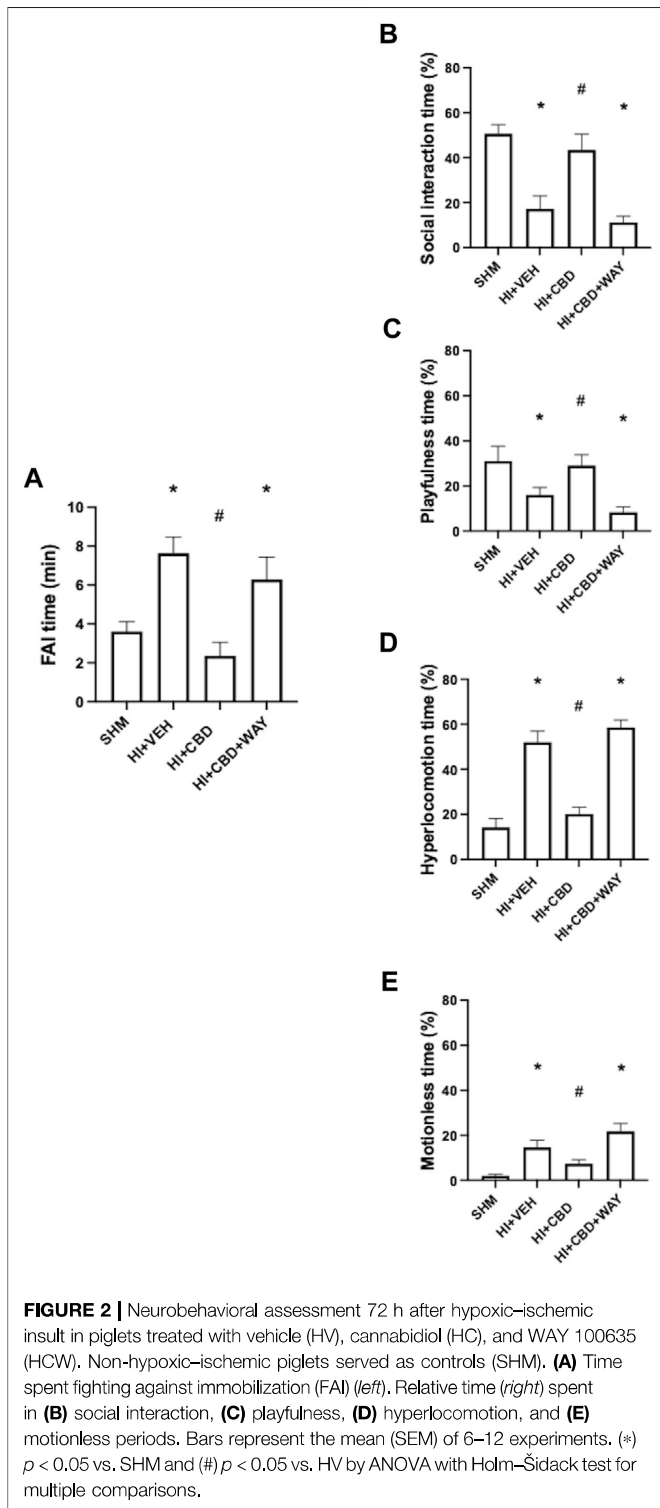 B
Social interaction time (%)
80
60
40
20
0
*
#
*
SHM
HI+VEH
HI+CBD
HI+CBD+WAY
C
Playfulness time (%)
80
60
40
20
0
*
#
*
SHM
HI+VEH
HI+CBD
HI+CBD+WAY
A
FAI time (min)
10
8
6
4
2
0
*
#
*
SHM
HI+VEH
HI+CBD
HI+CBD+WAY
D
Hyperlocomotion time (%)
80
60
40
20
0
*
#
*
SHM
HI+VEH
HI+CBD
HI+CBD+WAY
E
Motionless time (%)
80
60
40
20
0
*
#
*
SHM
HI+VEH
HI+CBD
HI+CBD+WAY
FIGURE 2 | Neurobehavioral assessment 72 h after hypoxic–ischemic
insult in piglets treated with vehicle (HV), cannabidiol (HC), and WAY 100635
(HCW). Non-hypoxic–ischemic piglets served as controls (SHM). (A) Time
spent fighting against immobilization (FAI) (left). Relative time (right) spent
in (B) social interaction, (C) playfulness, (D) hyperlocomotion, and (E)
motionless periods. Bars represent the mean (SEM) of 6–12 experiments. (*)
p < 0.05 vs. SHM and (#) p < 0.05 vs. HV by ANOVA with Holm–Šidack test for
multiple comparisons.